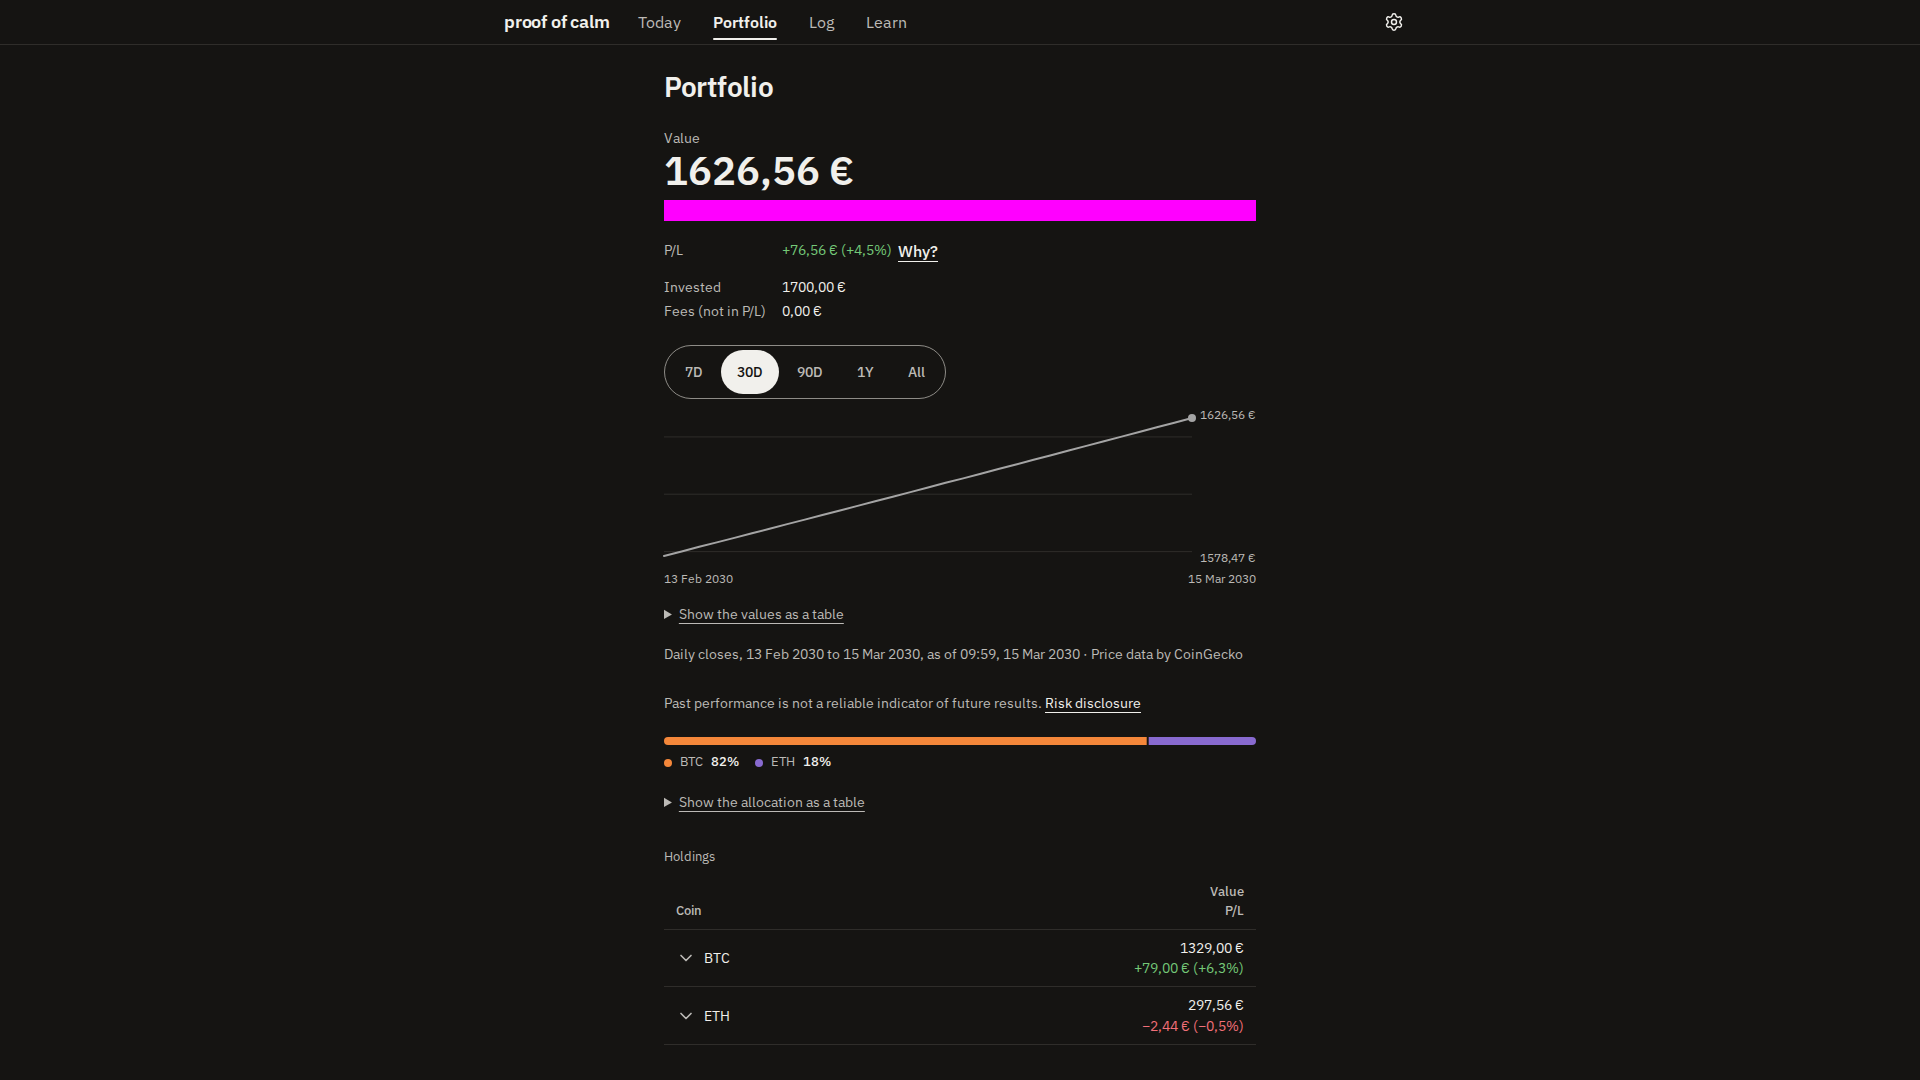 proof of calm Today Portfolio Log Learn
Portfolio
Value
1626,56 €
P/L +76,56 € (+4,5%) Why?
Invested 1700,00 €
Fees (not in P/L) 0,00 €
7D 30D 90D 1Y All
1626,56 €
1578,47 €
13 Feb 2030 15 Mar 2030
Show the values as a table
Daily closes, 13 Feb 2030 to 15 Mar 2030, as of 09:59, 15 Mar 2030 · Price data by CoinGecko
Past performance is not a reliable indicator of future results. Risk disclosure
BTC 82% ETH 18%
Show the allocation as a table
Holdings
Value
Coin P/L
1329,00 €
BTC
+79,00 € (+6,3%)
297,56 €
ETH
−2,44 € (−0,5%)